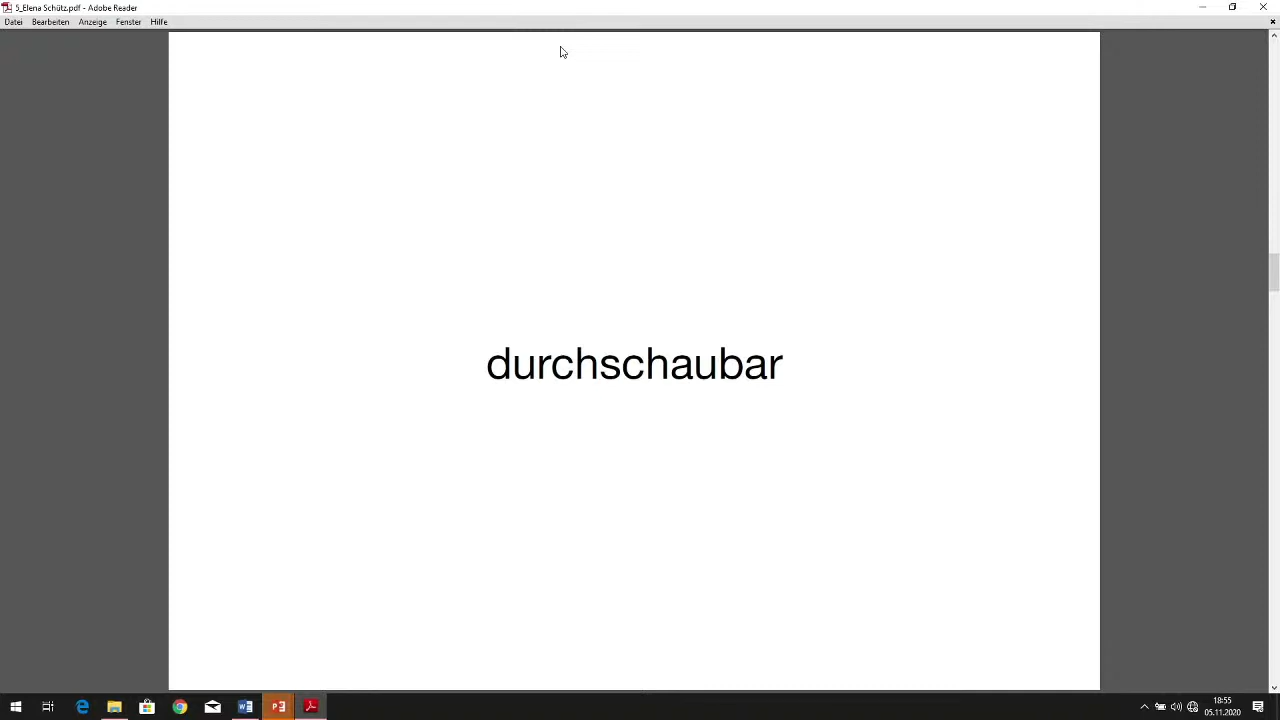 5_Elena Schütz.pdf - Adobe Reader
Datei Bearbeiten Anzeige Fenster Hilfe
durchschaubar
18:55
05.11.2020